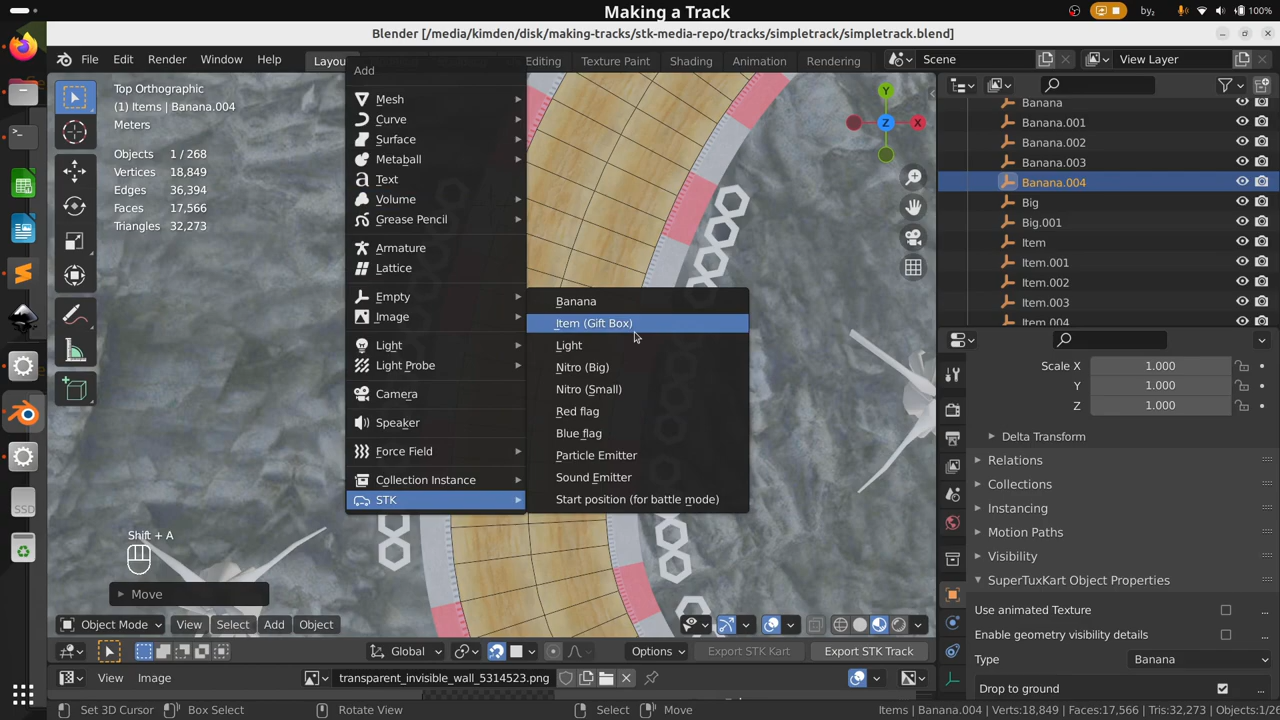 Making a Track
by₂
100%
Blender [/media/kimden/disk/making-tracks/stk-media-repo/tracks/simpletrack/simpletrack.blend]
File Edit Render Window Help
Layou
Editing Texture Paint Shading Animation Rendering
Scene
View Layer
Top Orthographic
(1) Items | Banana.004
Meters
Objects 1 / 268
Vertices 18,849
Edges 36,394
Faces 17,566
Triangles 32,273
Add
Mesh
Curve
Surface
Metaball
Text
Volume
Grease Pencil
Armature
Lattice
Empty
Image
Light
Light Probe
Camera
Speaker
Force Field
Collection Instance
STK
Banana
Item (Gift Box)
Light
Nitro (Big)
Nitro (Small)
Red flag
Blue flag
Particle Emitter
Sound Emitter
Start position (for battle mode)
Y
Z
X
Banana
Banana.001
Banana.002
Banana.003
Banana.004
Big
Big.001
Item
Item.001
Item.002
Item.003
Item.004
Scale X 1.000
Y 1.000
Z 1.000
Delta Transform
Relations
Collections
Instancing
Motion Paths
Visibility
SuperTuxKart Object Properties
Use animated Texture
Enable geometry visibility details
Type Banana
Drop to ground
Shift + A
Move
SSD
Object Mode View Select Add Object
Global
Options
Export STK Kart
Export STK Track
View Image
transparent_invisible_wall_5314523.png
Set 3D Cursor
Box Select
Rotate View
Select
Move
Items | Banana.004 | Verts:18,849 | Faces:17,566 | Tris:32,273 | Objects:1/26